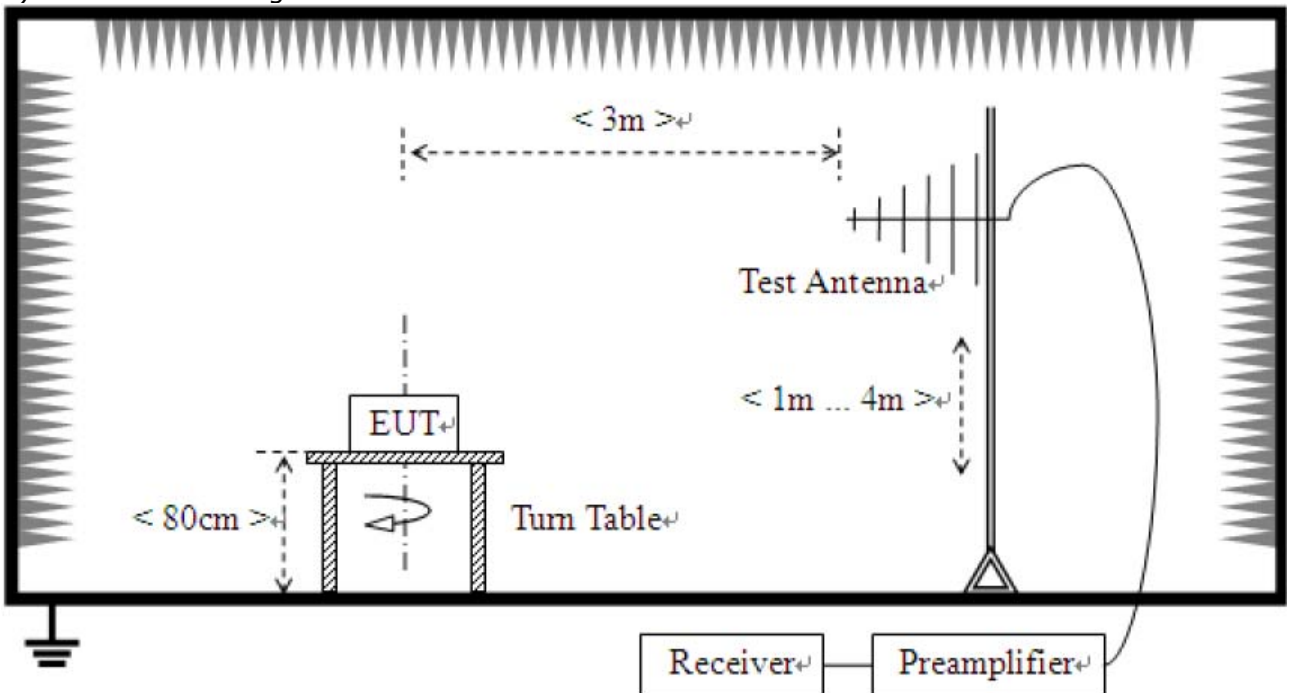 < 3m >↵
Test Antenna↵
< 1m ... 4m >↵
EUT↵
< 80cm >↵
Turn Table↵
Receiver↵
Preamplifier↵